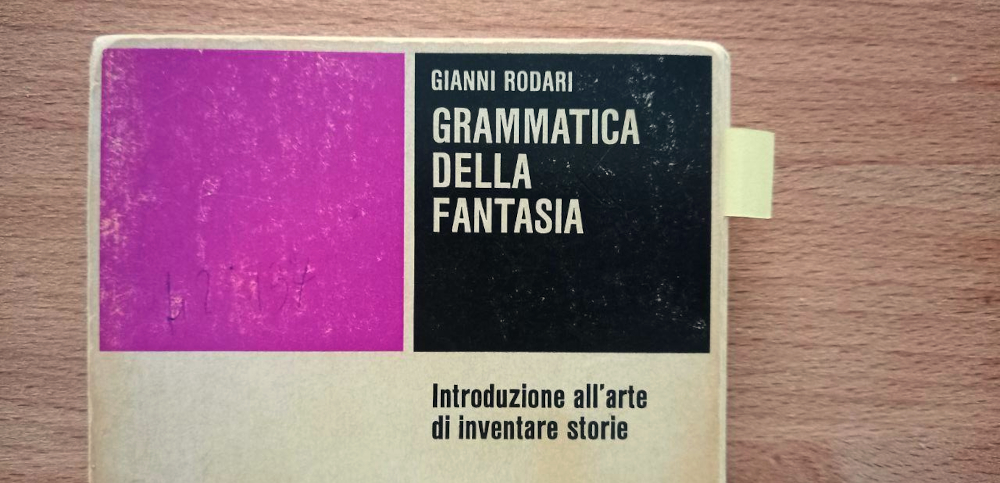 GIANNI RODARI
GRAMMATICA
DELLA
FANTASIA
Introduzione all'arte
di inventare storie